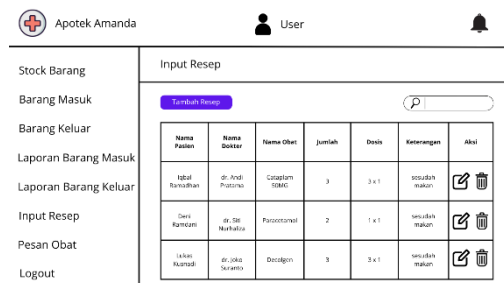 Apotek Amanda
User
Stock Barang
Barang Masuk
Barang Keluar
Laporan Barang Masuk
Laporan Barang Keluar
Input Resep
Pesan Obat
Logout
Input Resep
Tambah Resep
Nama Pasien
Nama Dokter
Nama Obat
Jumlah
Dosis
Keterangan
Aksi
Iqbal Ramadhan
dr. Andi Pratama
Cataplam 50MG
3
3 x 1
sesudah makan
Deni Ramdani
dr. Siti Nurhaliza
Paracetamol
2
1 x 1
sesudah makan
Lukas Kusnadi
dr. Joko Suranto
Decolgen
3
3 x 1
sesudah makan